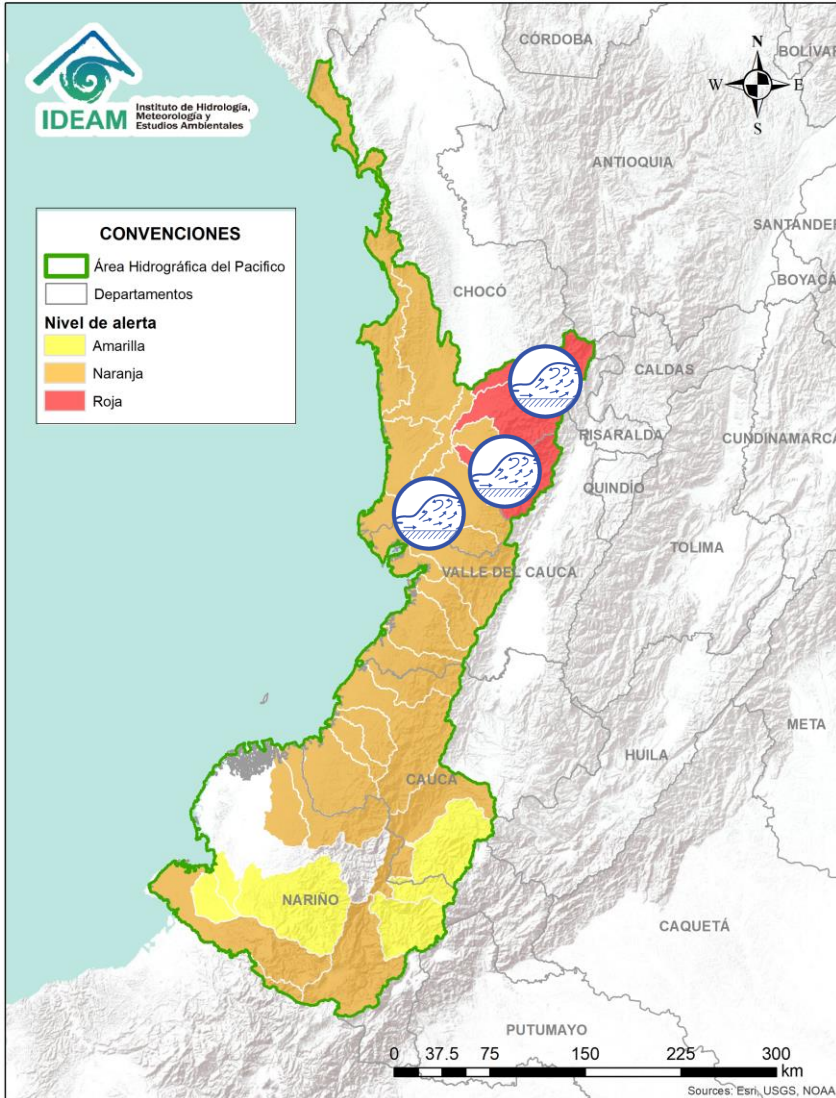 IDEAM
Instituto de Hidrología,
Meteorología y
Estudios Ambientales
N
W
E
S
CONVENCIONES
Área Hidrográfica del Pacifico
Departamentos
Nivel de alerta
Amarilla
Naranja
Roja
CÓRDOBA
BOLÍVAR
ANTIOQUIA
SANTANDER
BOYACÁ
CHOCÓ
CALDAS
RISARALDA
CUNDINAMARCA
QUINDÍO
TOLIMA
VALLE DEL CAUCA
META
HUILA
CAUCA
NARIÑO
CAQUETÁ
PUTUMAYO
0 37.5 75 150 225 300
km
Sources: Esri, USGS, NOAA